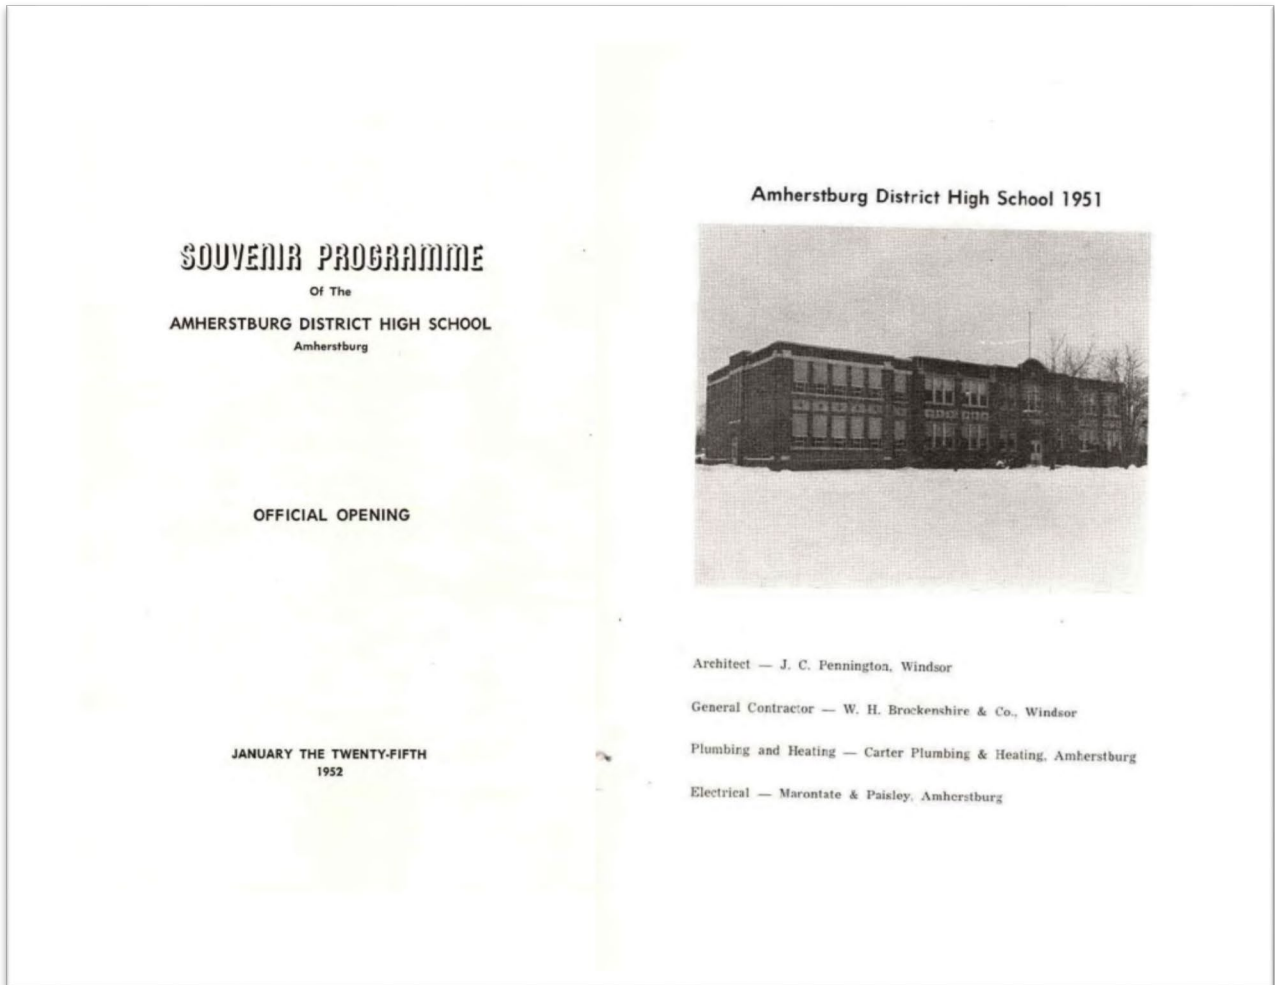 SOUVENIR PROGRAMME
Of The
AMHERSTBURG DISTRICT HIGH SCHOOL
Amherstburg
OFFICIAL OPENING
JANUARY THE TWENTY-FIFTH
1952
Amherstburg District High School 1951
Architect — J. C. Pennington, Windsor
General Contractor — W. H. Brockenshire & Co., Windsor
Plumbing and Heating — Carter Plumbing & Heating, Amherstburg
Electrical — Marontate & Paisley, Amherstburg